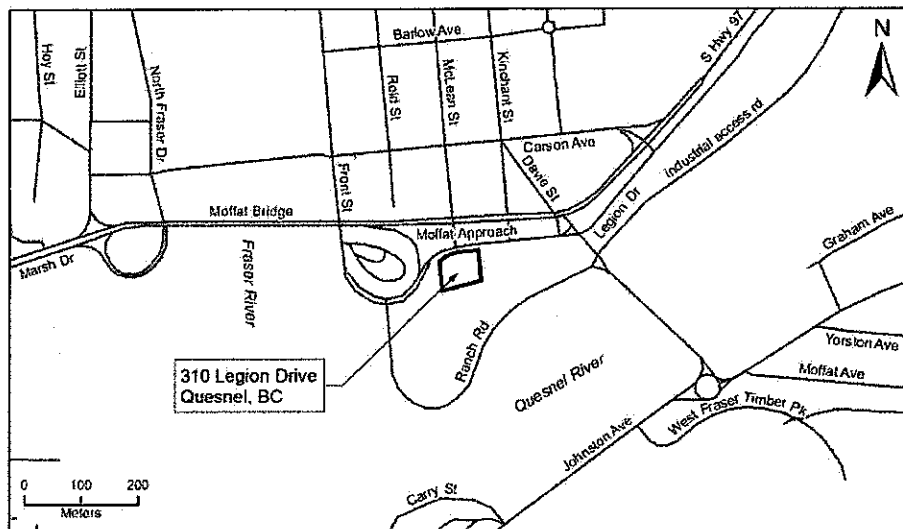 Barlow Ave
N
Hoy St
Elliott St
North Fraser Dr
Reid St
McLean St
Kinchant St
S Hwy 97
Carson Ave
Industrial access rd
Front St
Davie St
Moffat Bridge
Moffat Approach
Legion Dr
Graham Ave
Marsh Dr
Fraser River
310 Legion Drive
Quesnel, BC
Ranch Rd
Quesnel River
Yorston Ave
Moffat Ave
West Fraser Timber Pk.
Johnston Ave
Carry St
0 100 200
Meters